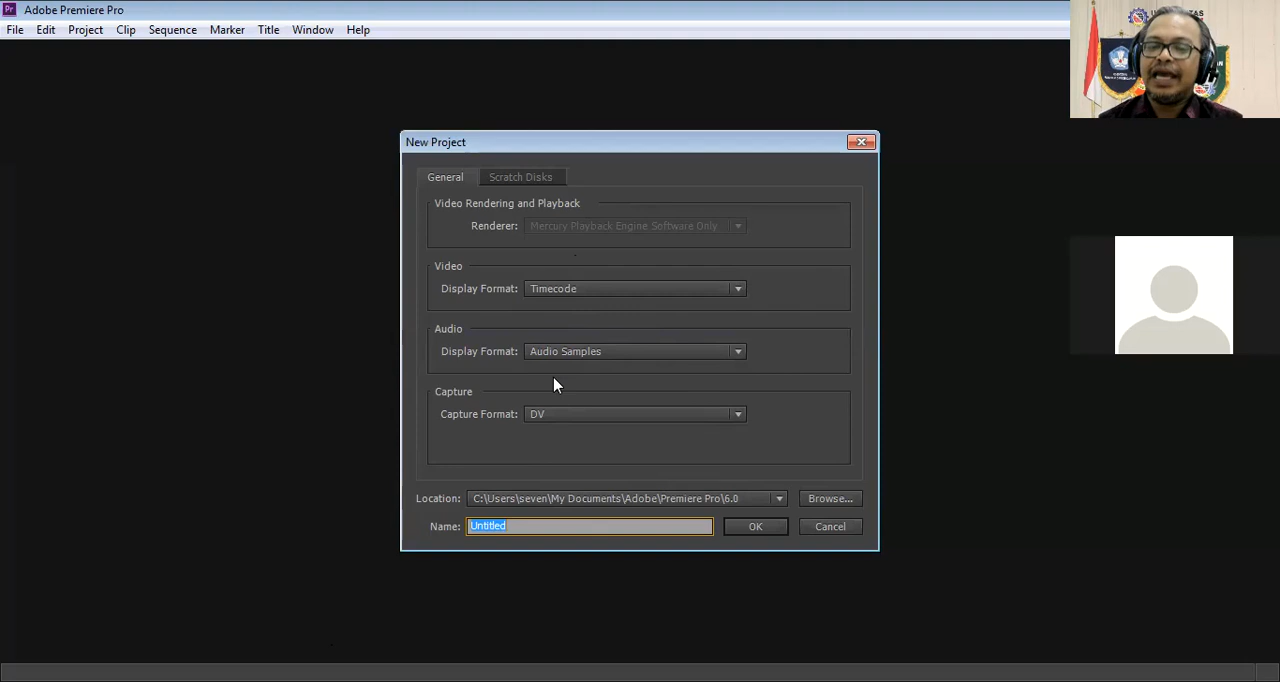 Pr Adobe Premiere Pro
File Edit Project Clip Sequence Marker Title Window Help
New Project
General Scratch Disks
Video Rendering and Playback
Renderer: Mercury Playback Engine Software Only
Video
Display Format: Timecode
Audio
Display Format: Audio Samples
Capture
Capture Format: DV
Location: C:\Users\seven\My Documents\Adobe\Premiere Pro\6.0 Browse...
Name: Untitled OK Cancel